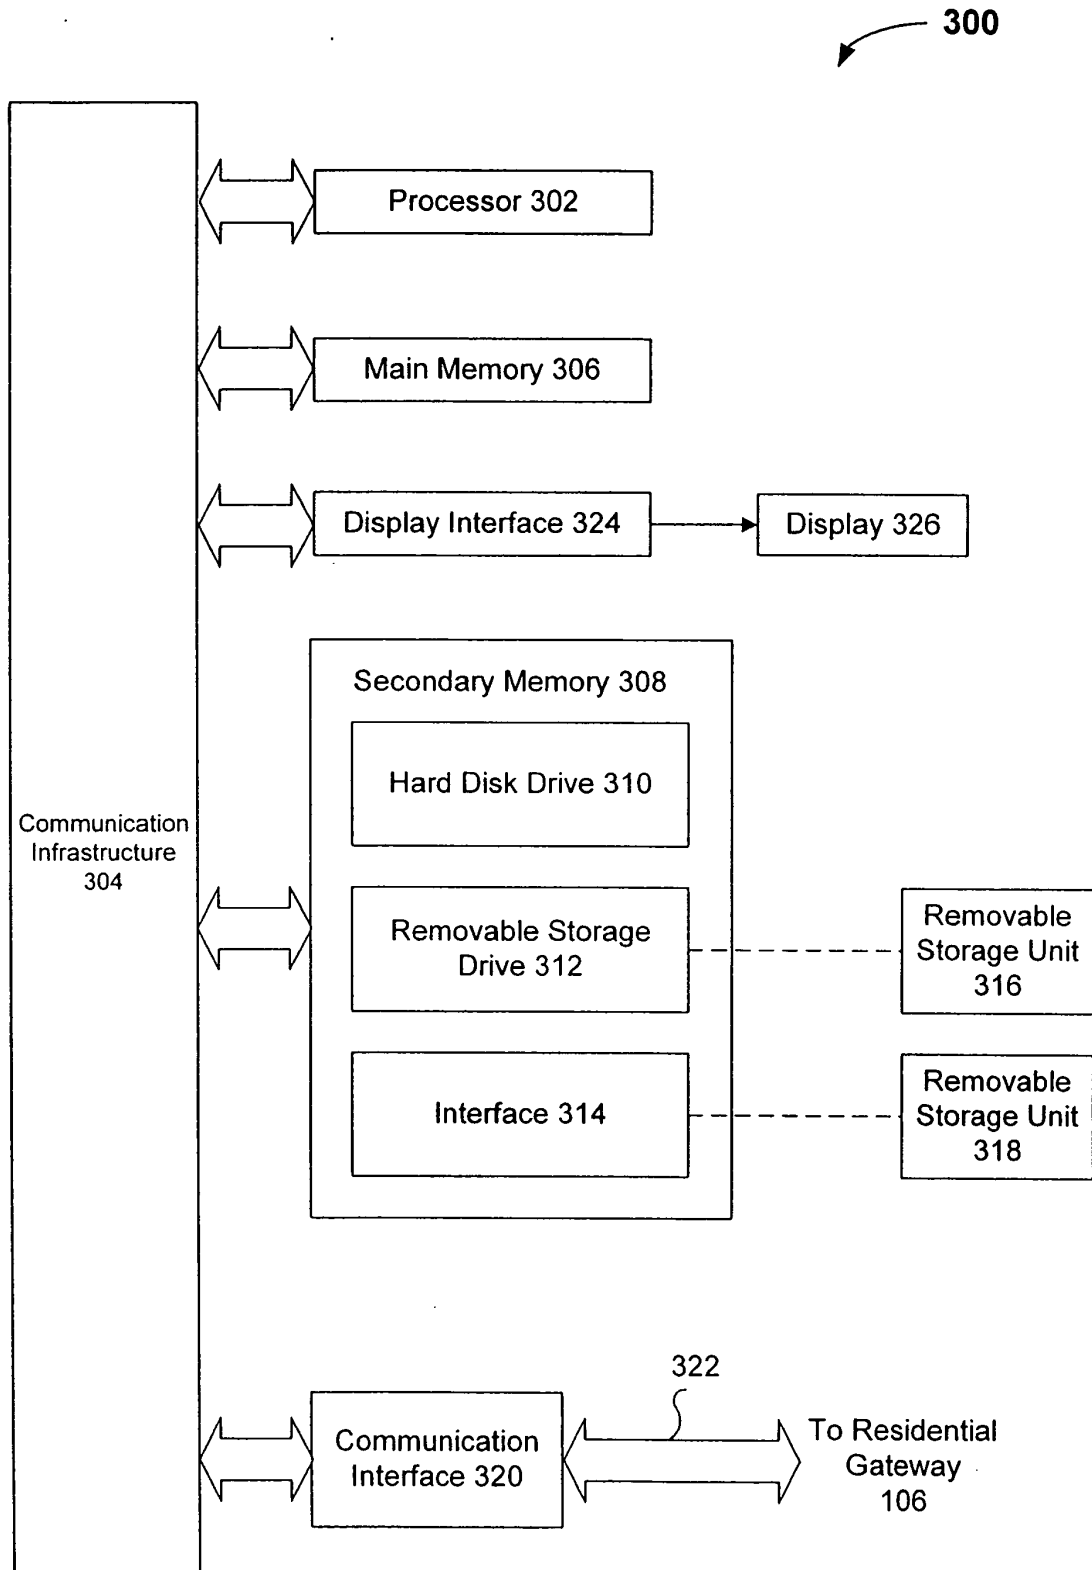 300
Processor 302
Main Memory 306
Display Interface 324
Display 326
Secondary Memory 308
Hard Disk Drive 310
Communication
Infrastructure
304
Removable Storage
Drive 312
Removable
Storage Unit
316
Interface 314
Removable
Storage Unit
318
322
Communication
Interface 320
To Residential
Gateway
106